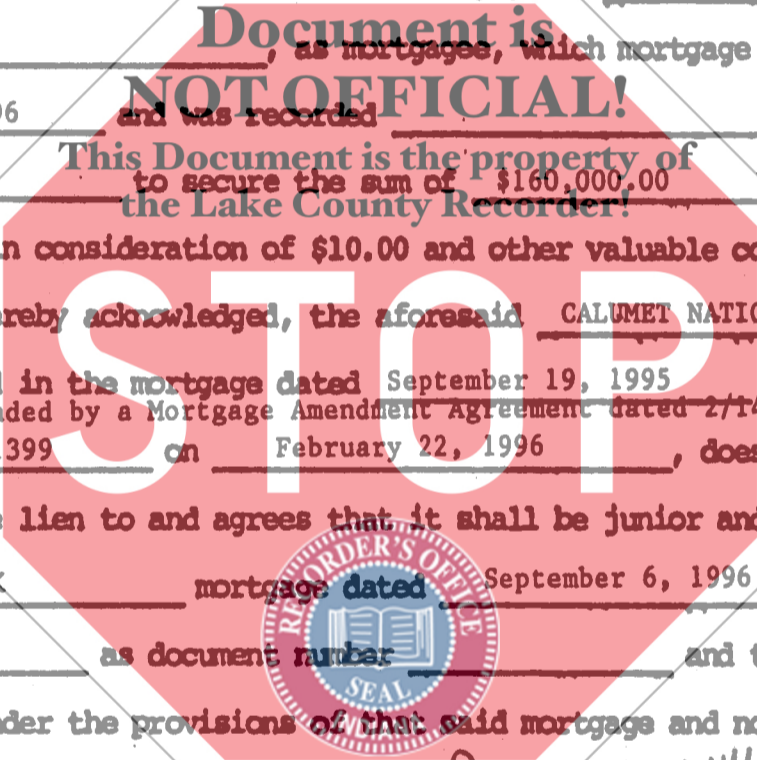 Document is
, as mortgagee, which mortgage
96 and was recorded
NOT OFFICIAL!
This Document is the property of
to secure the sum of $160,000.00
the Lake County Recorder!
n consideration of $10.00 and other valuable co
reby acknowledged, the aforesaid CALUMET NATIO
STOP
in the mortgage dated September 19, 1995
ded by a Mortgage Amendment Agreement dated 2/14
399 on February 22, 1996, does
lien to and agrees that it shall be junior and
mortgage dated September 6, 1996
RECORDER'S OFFICE
as document number and t
SEAL
INDIANA
der the provisions of that said mortgage and no